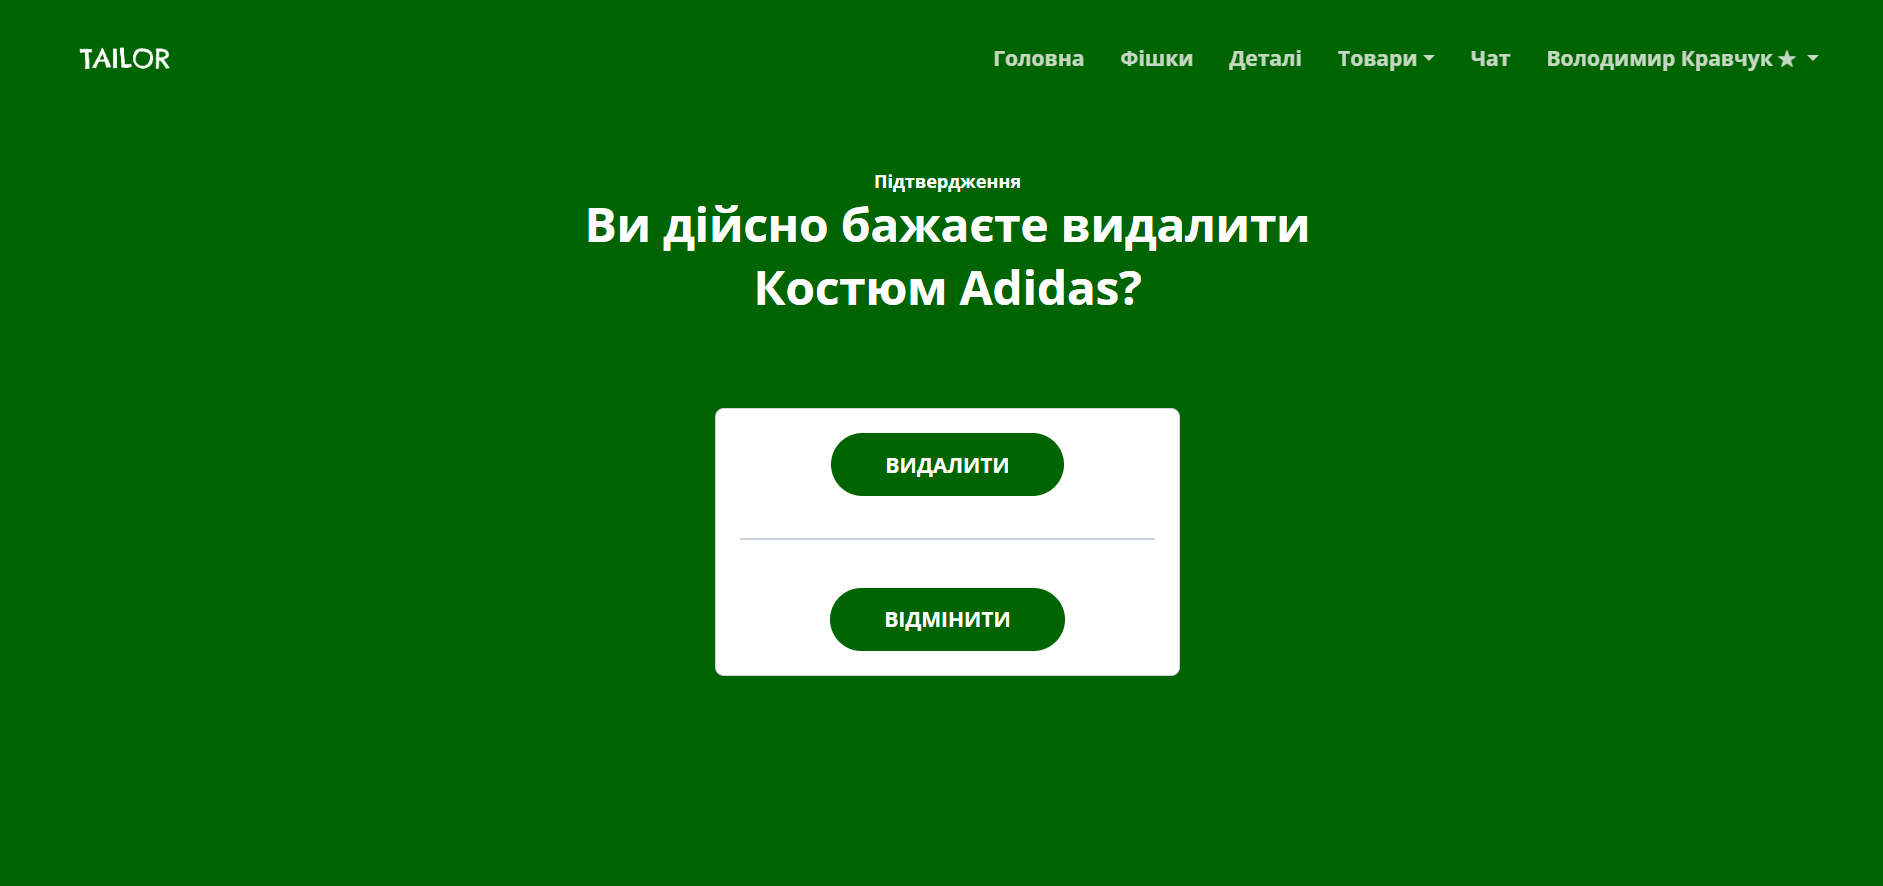 TAILOR
Головна Фішки Деталі Товари Чат Володимир Кравчук ★
Підтвердження
Ви дійсно бажаєте видалити
Костюм Adidas?
ВИДАЛИТИ
ВІДМІНИТИ